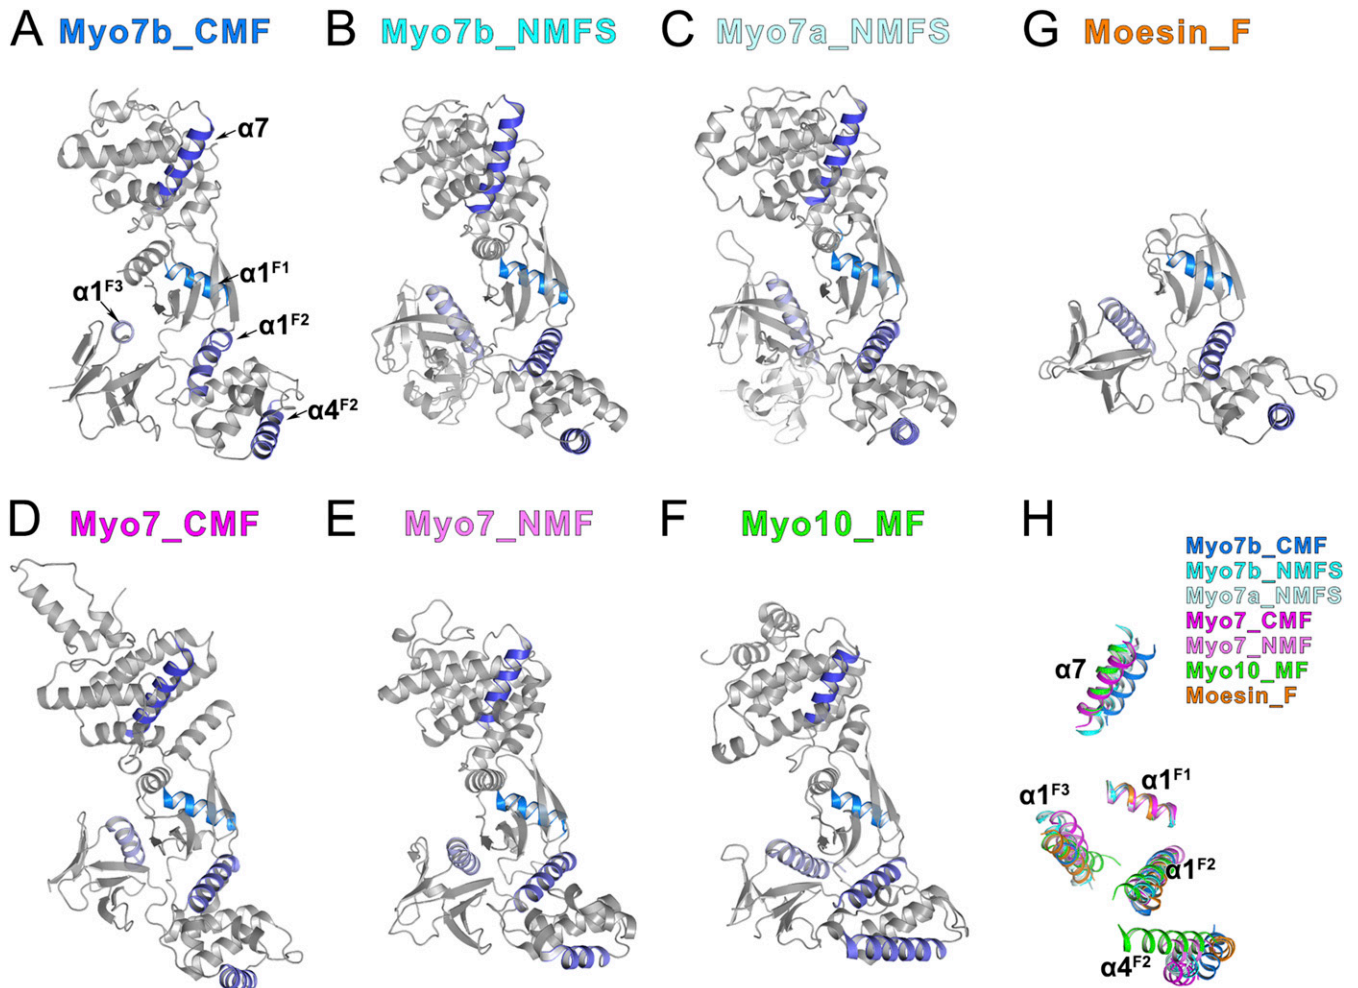 A Myo7b_CMF
B Myo7b_NMFS
C Myo7a_NMFS
G Moesin_F
α7
α1F1
α1F3
α1F2
α4F2
D Myo7_CMF
E Myo7_NMF
F Myo10_MF
H
Myo7b_CMF
Myo7b_NMFS
Myo7a_NMFS
Myo7_CMF
Myo7_NMF
Myo10_MF
Moesin_F
α7
α1F3
α1F1
α1F2
α4F2